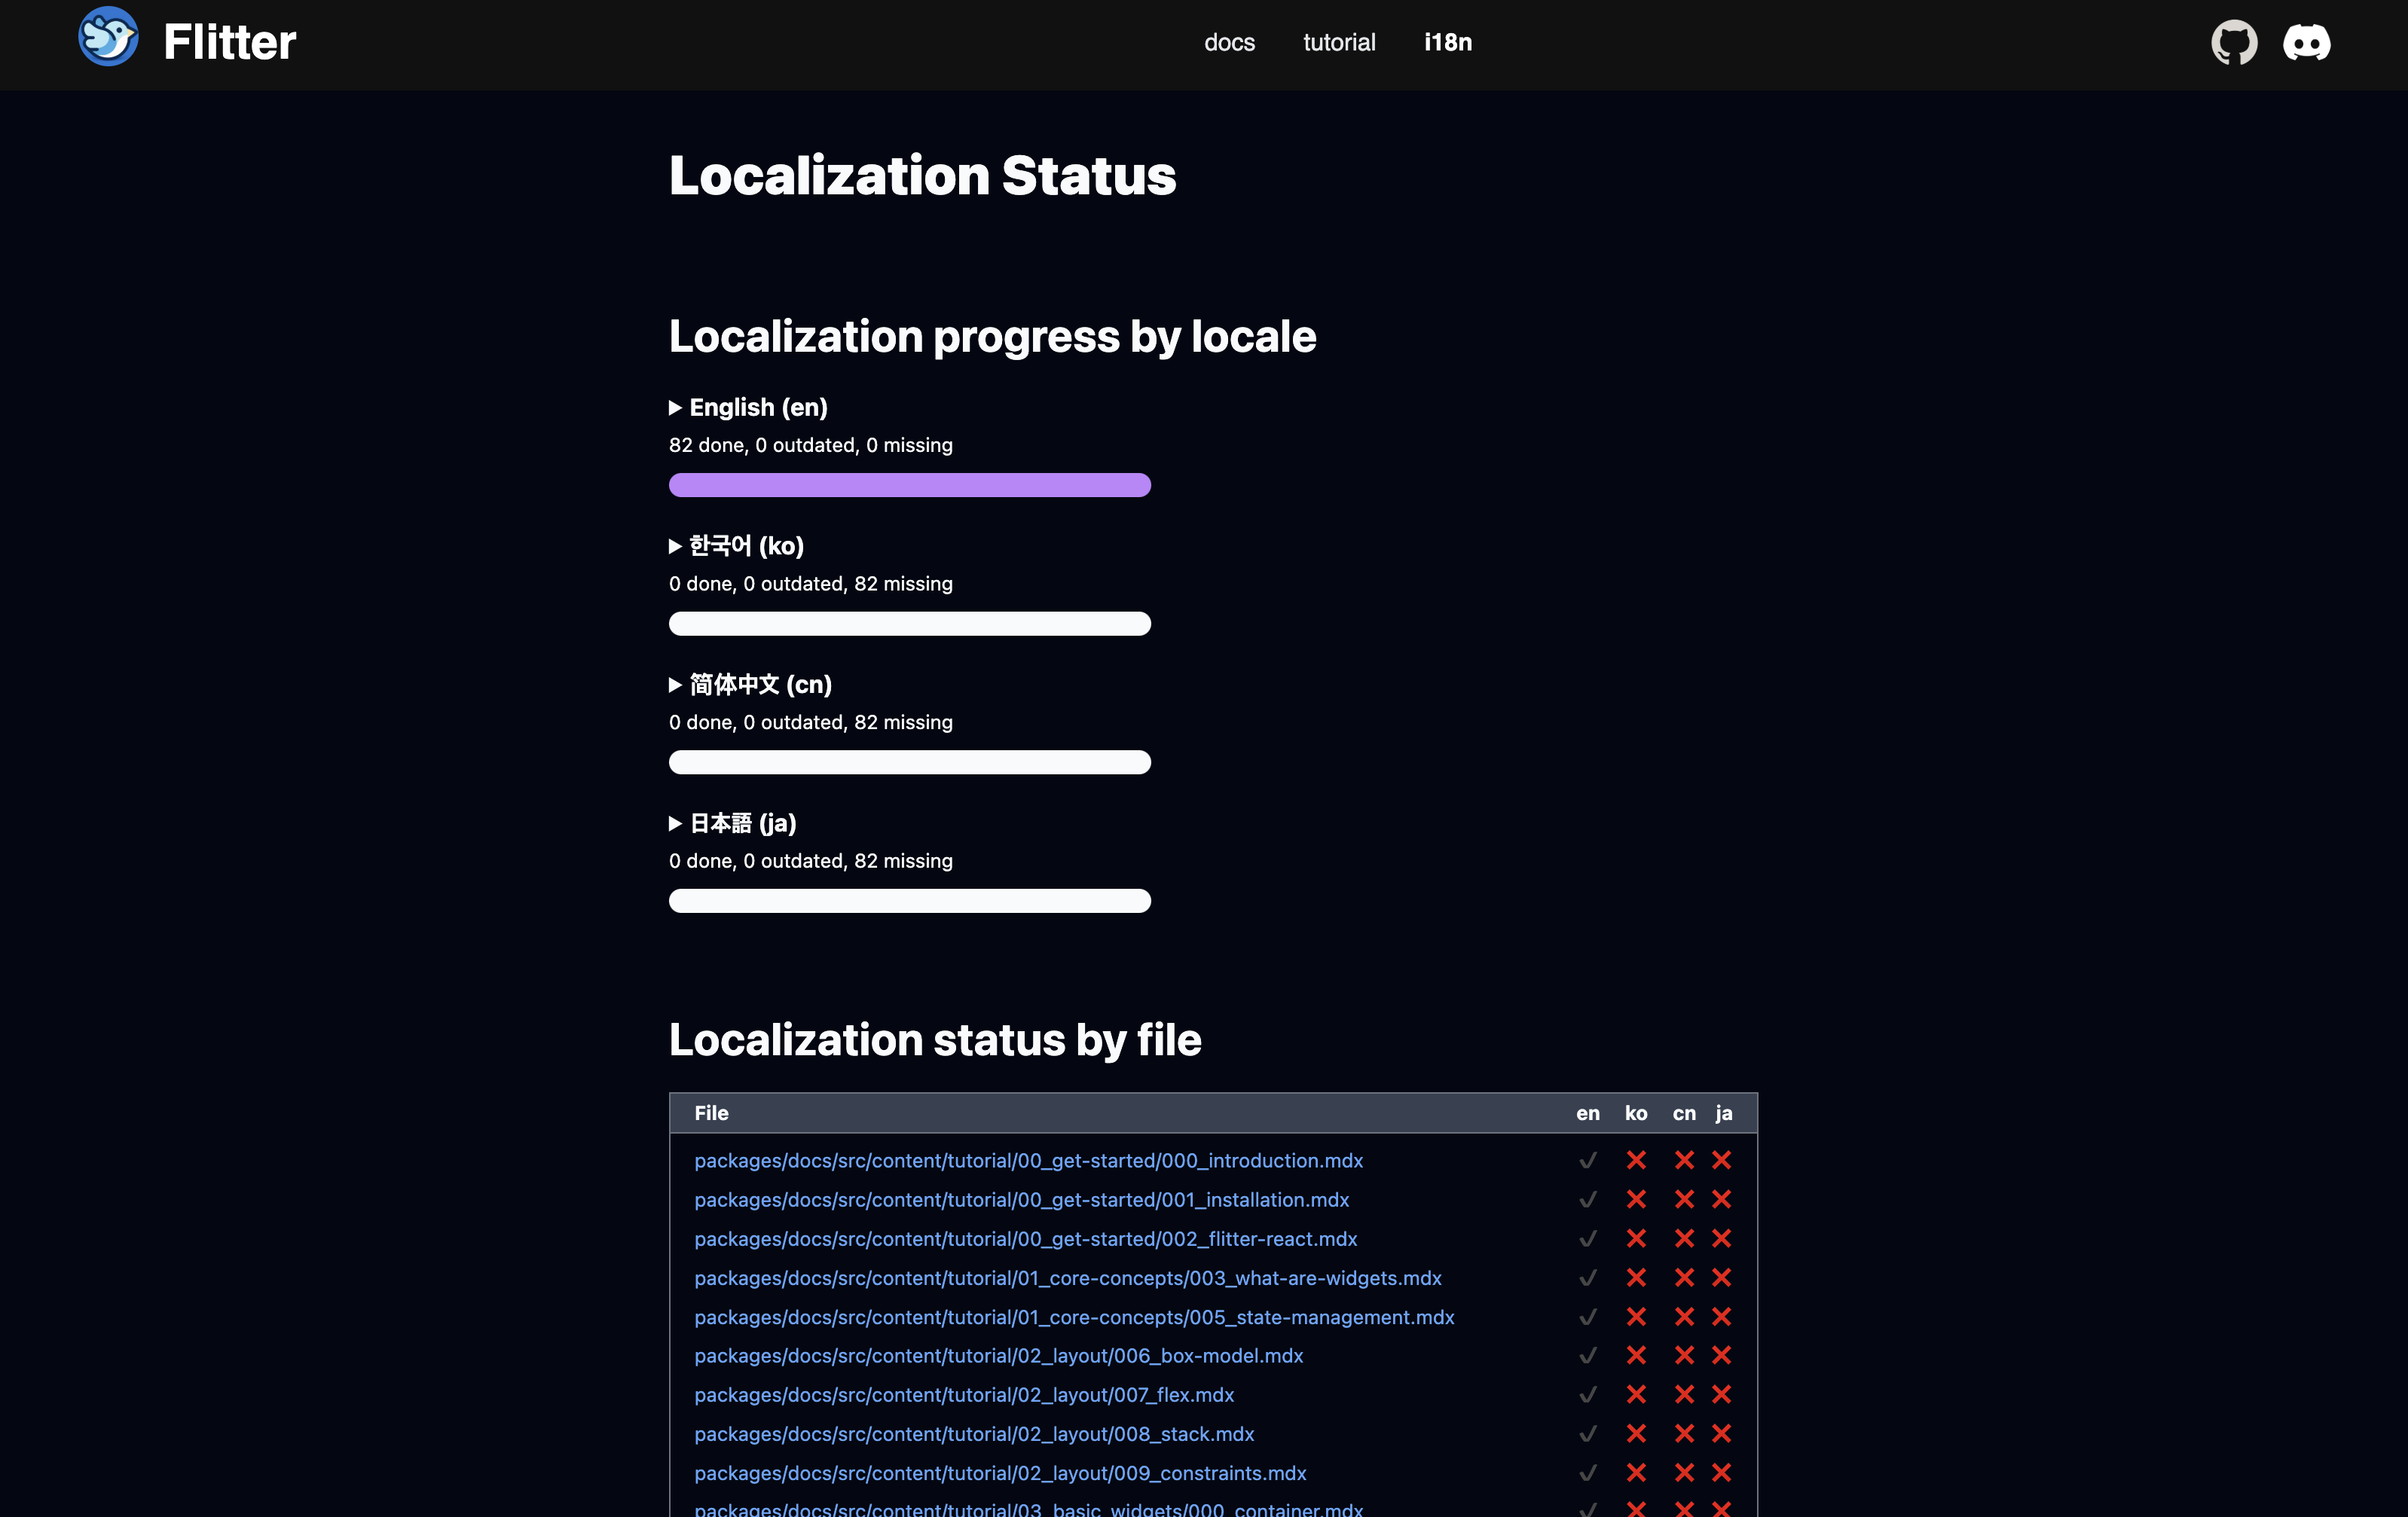 Flitter docs tutorial i18n
Localization Status
Localization progress by locale
English (en)
82 done, 0 outdated, 0 missing
한국어 (ko)
0 done, 0 outdated, 82 missing
简体中文 (cn)
0 done, 0 outdated, 82 missing
日本語 (ja)
0 done, 0 outdated, 82 missing
Localization status by file
File en ko cn ja
packages/docs/src/content/tutorial/00_get-started/000_introduction.mdx
packages/docs/src/content/tutorial/00_get-started/001_installation.mdx
packages/docs/src/content/tutorial/00_get-started/002_flitter-react.mdx
packages/docs/src/content/tutorial/01_core-concepts/003_what-are-widgets.mdx
packages/docs/src/content/tutorial/01_core-concepts/005_state-management.mdx
packages/docs/src/content/tutorial/02_layout/006_box-model.mdx
packages/docs/src/content/tutorial/02_layout/007_flex.mdx
packages/docs/src/content/tutorial/02_layout/008_stack.mdx
packages/docs/src/content/tutorial/02_layout/009_constraints.mdx
packages/docs/src/content/tutorial/03_basic_widgets/000_container.mdx